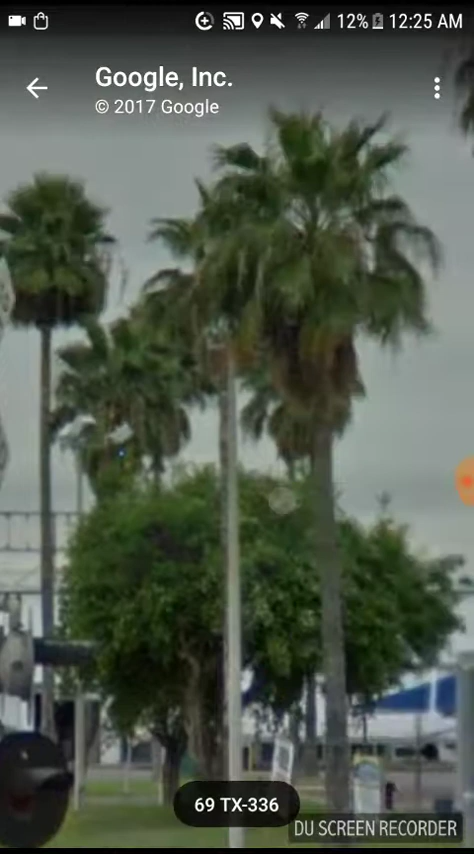 12% 12:25 AM
Google, Inc.
© 2017 Google
69 TX-336
DU SCREEN RECORDER